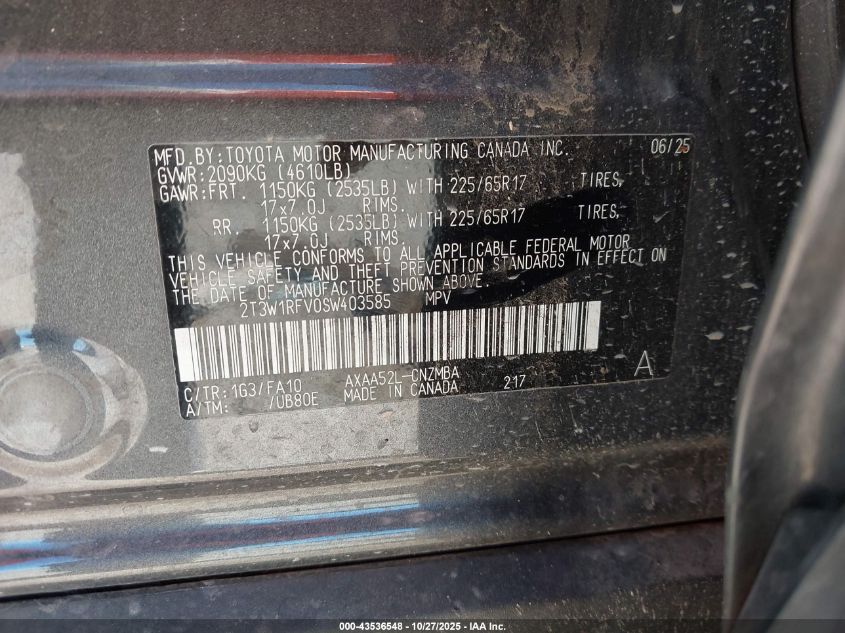 MFD.BY:TOYOTA MOTOR MANUFACTURING CANADA INC. 06/25
GVWR:2090KG (4610LB)
GAWR:FRT. 1150KG (2535LB) WITH 225/65R17 TIRES,
17x7.0J RIMS.
RR. 1150KG (2535LB) WITH 225/65R17 TIRES,
17x7.0J RIMS.
THIS VEHICLE CONFORMS TO ALL APPLICABLE FEDERAL MOTOR
VEHICLE SAFETY AND THEFT PREVENTION STANDARDS IN EFFECT ON
THE DATE OF MANUFACTURE SHOWN ABOVE.
2T3W1RFV0SW403585 MPV
C/TR:1G3/FA10 AXAA52L-CNZMBA 217 A
A/TM: /UB80E MADE IN CANADA
000-43536548 | 10/27/2025 | IAA Inc.